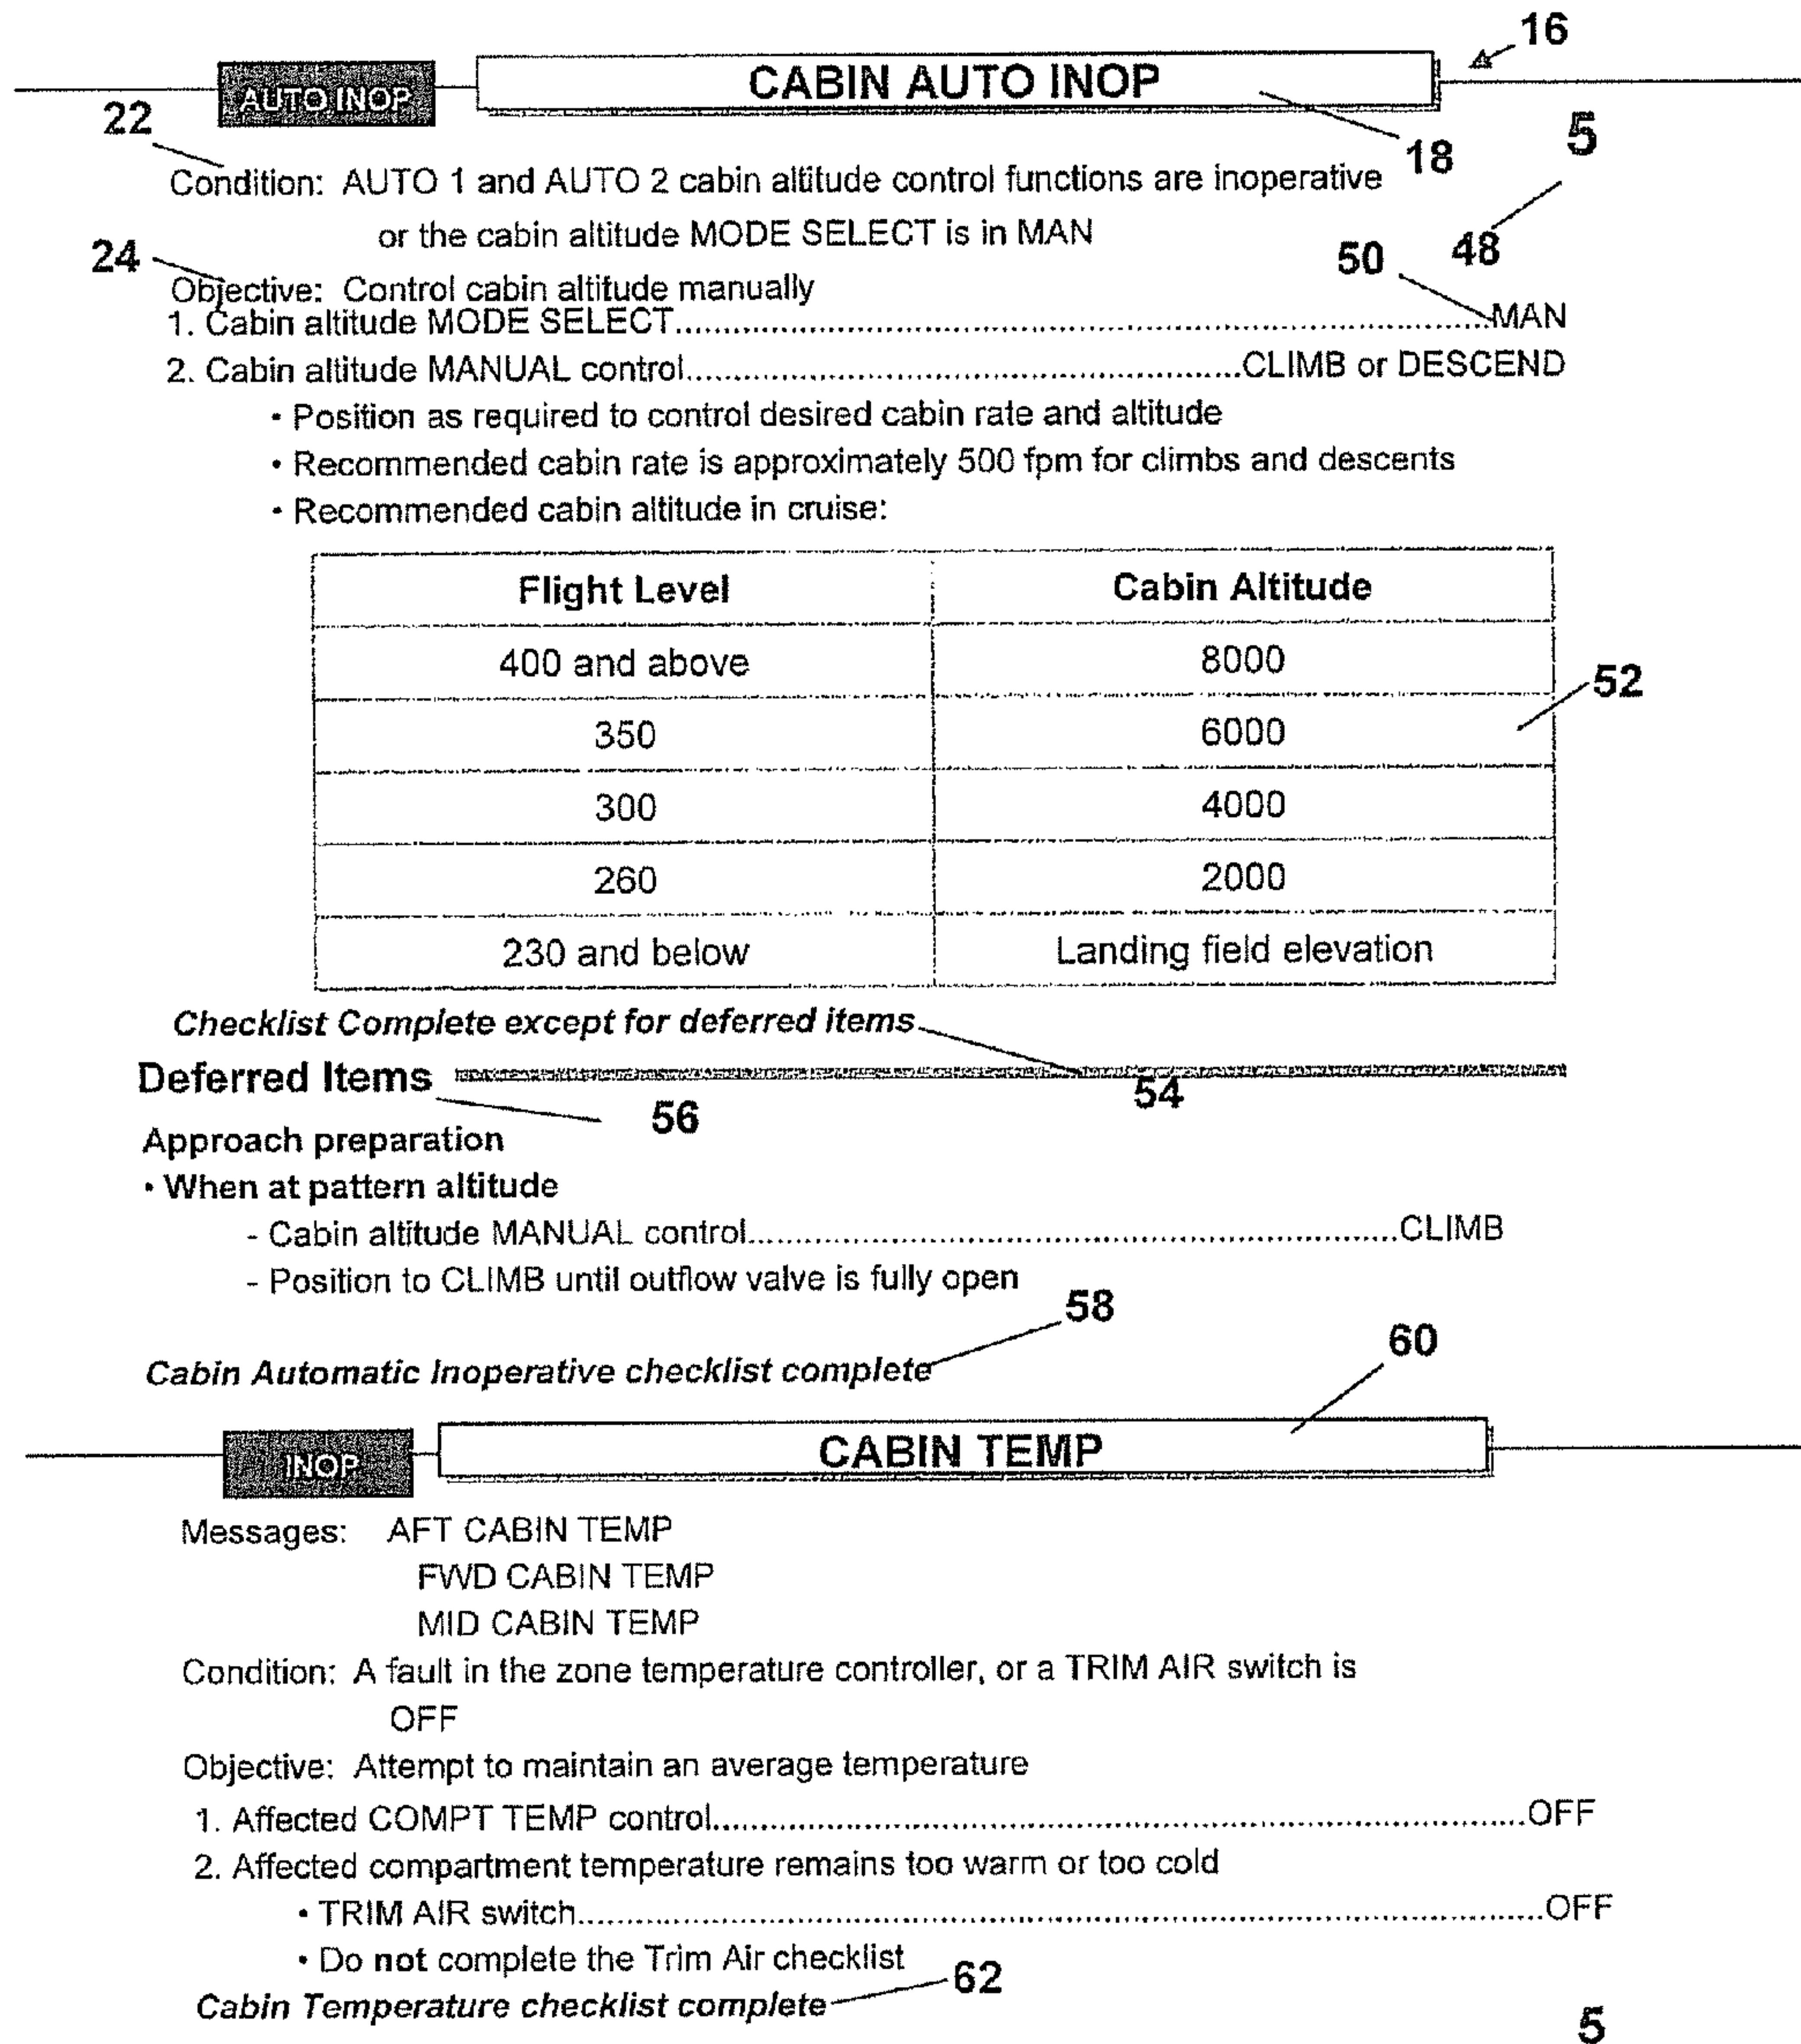 16
AUTO INOP CABIN AUTO INOP
22 18 5
Condition: AUTO 1 and AUTO 2 cabin altitude control functions are inoperative
or the cabin altitude MODE SELECT is in MAN
24 50 48
Objective: Control cabin altitude manually
1. Cabin altitude MODE SELECT..........MAN
2. Cabin altitude MANUAL control..........CLIMB or DESCEND
• Position as required to control desired cabin rate and altitude
• Recommended cabin rate is approximately 500 fpm for climbs and descents
• Recommended cabin altitude in cruise:
Flight Level Cabin Altitude
400 and above 8000
52
350 6000
300 4000
260 2000
230 and below Landing field elevation
Checklist Complete except for deferred items
Deferred Items
54
56
Approach preparation
• When at pattern altitude
- Cabin altitude MANUAL control..........CLIMB
- Position to CLIMB until outflow valve is fully open
58
60
Cabin Automatic Inoperative checklist complete
INOP CABIN TEMP
Messages: AFT CABIN TEMP
FWD CABIN TEMP
MID CABIN TEMP
Condition: A fault in the zone temperature controller, or a TRIM AIR switch is
OFF
Objective: Attempt to maintain an average temperature
1. Affected COMPT TEMP control..........OFF
2. Affected compartment temperature remains too warm or too cold
• TRIM AIR switch..........OFF
• Do not complete the Trim Air checklist
62
Cabin Temperature checklist complete
5